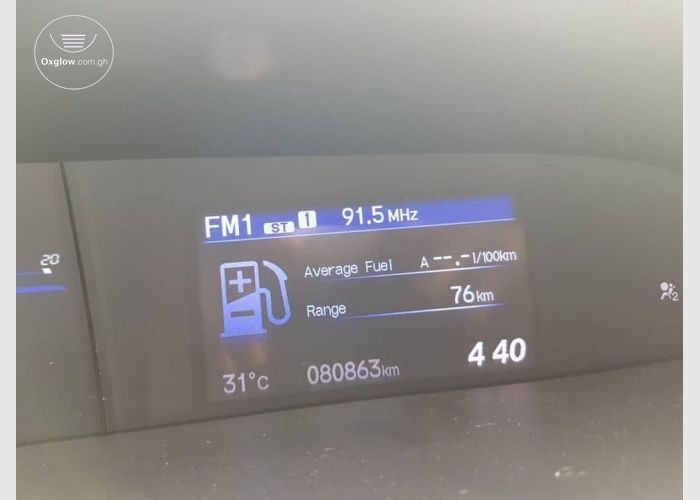 Oxglow.com.gh
FM1 ST 1 91.5 MHz
20
Average Fuel A --.- l/100km
Range 76 km
2
31°C 080863 km 4 40